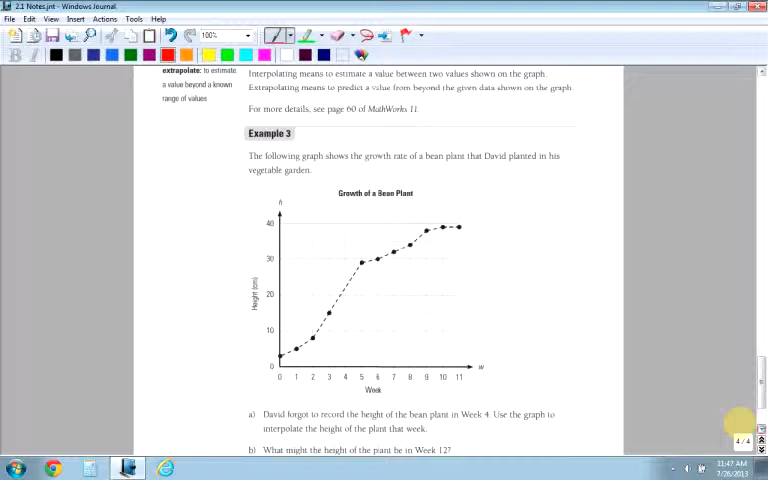 2.1 Notes.jnt - Windows Journal
File Edit View Insert Actions Tools Help
100%
B I
extrapolate: to estimate
a value beyond a known
range of values
Interpolating means to estimate a value between two values shown on the graph.
Extrapolating means to predict a value from beyond the given data shown on the graph
For more details, see page 60 of MathWorks 11.
Example 3
The following graph shows the growth rate of a bean plant that David planted in his
vegetable garden.
Growth of a Bean Plant
h
40
30
20
10
0
Height (cm)
0 1 2 3 4 5 6 7 8 9 10 11
w
Week
a) David forgot to record the height of the bean plant in Week 4. Use the graph to
interpolate the height of the plant that week.
b) What might the height of the plant be in Week 12?
4/4
11:47 AM
7/26/2013